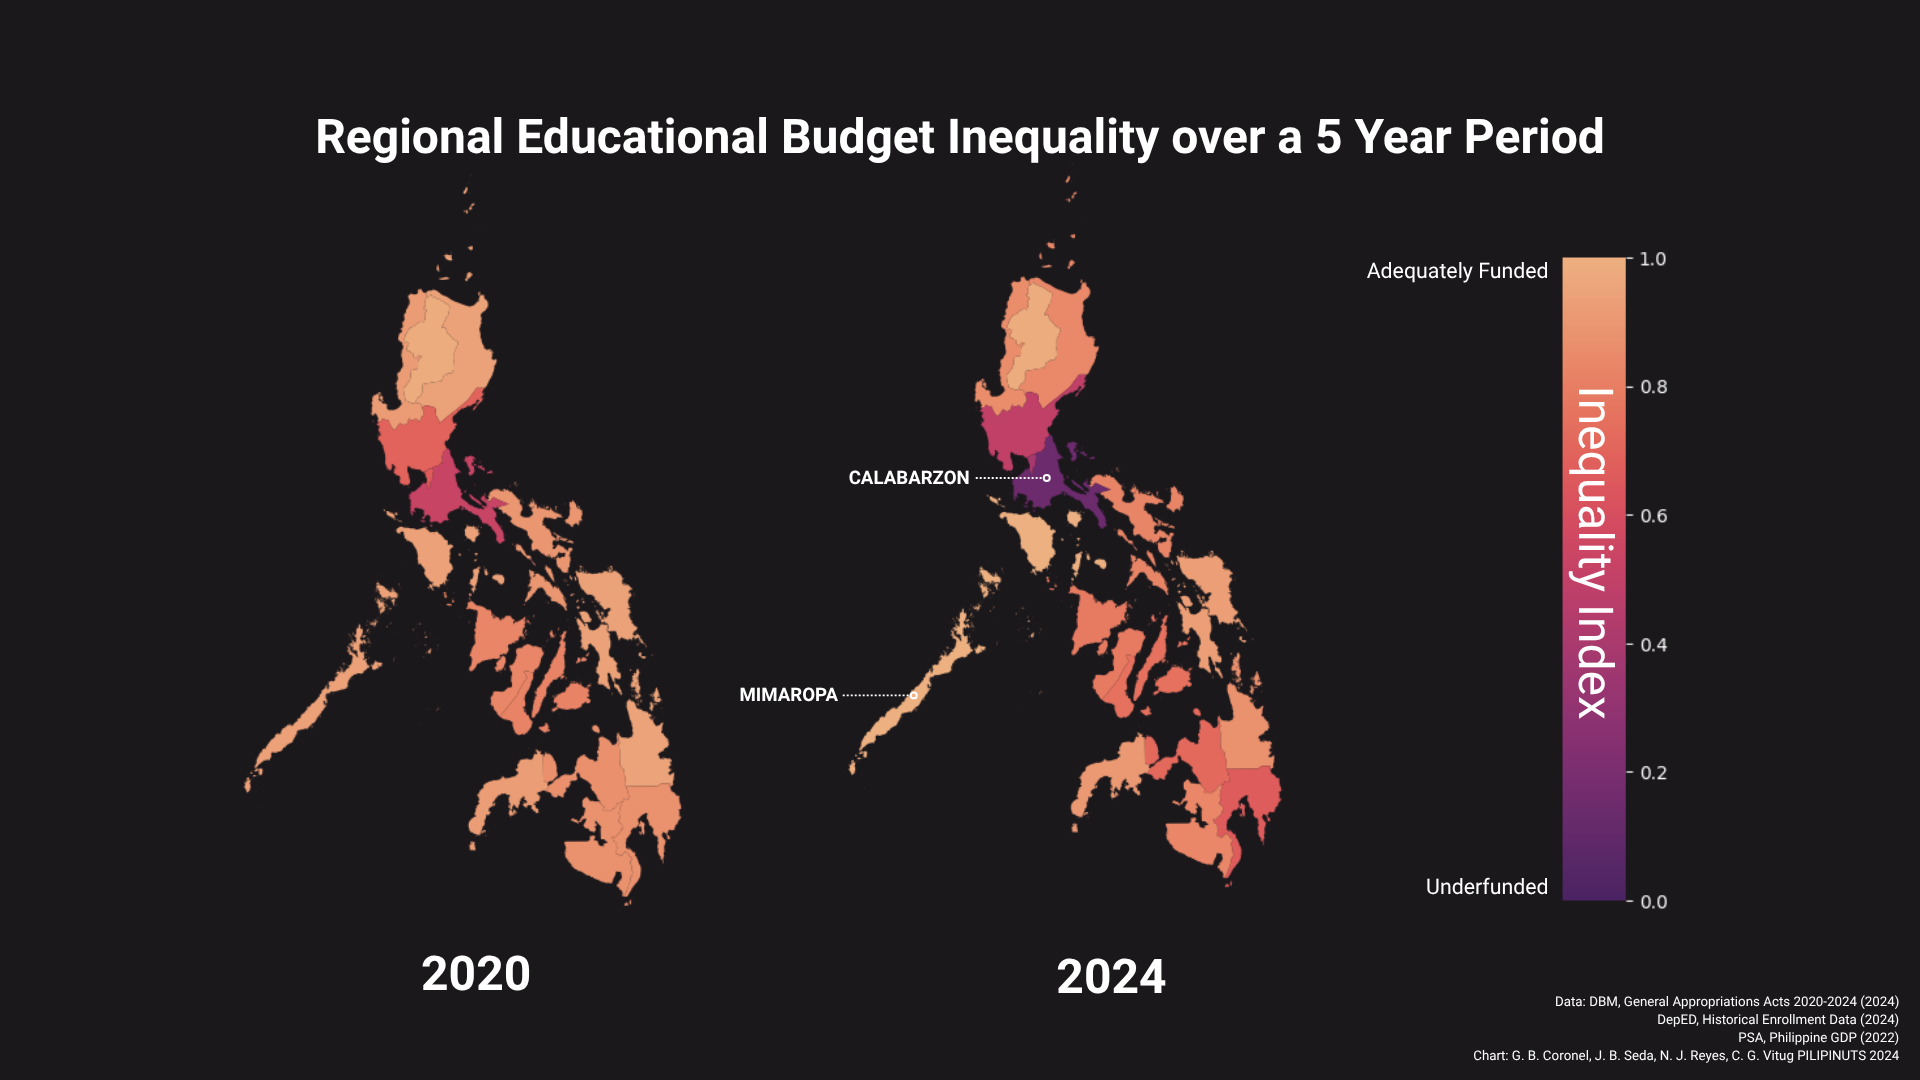 Regional Educational Budget Inequality over a 5 Year Period
Adequately Funded
1.0
0.8
0.6
0.4
0.2
0.0
Inequality Index
Underfunded
CALABARZON
MIMAROPA
2020
2024
Data: DBM, General Appropriations Acts 2020-2024 (2024)
DepED, Historical Enrollment Data (2024)
PSA, Philippine GDP (2022)
Chart: G. B. Coronel, J. B. Seda, N. J. Reyes, C. G. Vitug PILIPINUTS 2024